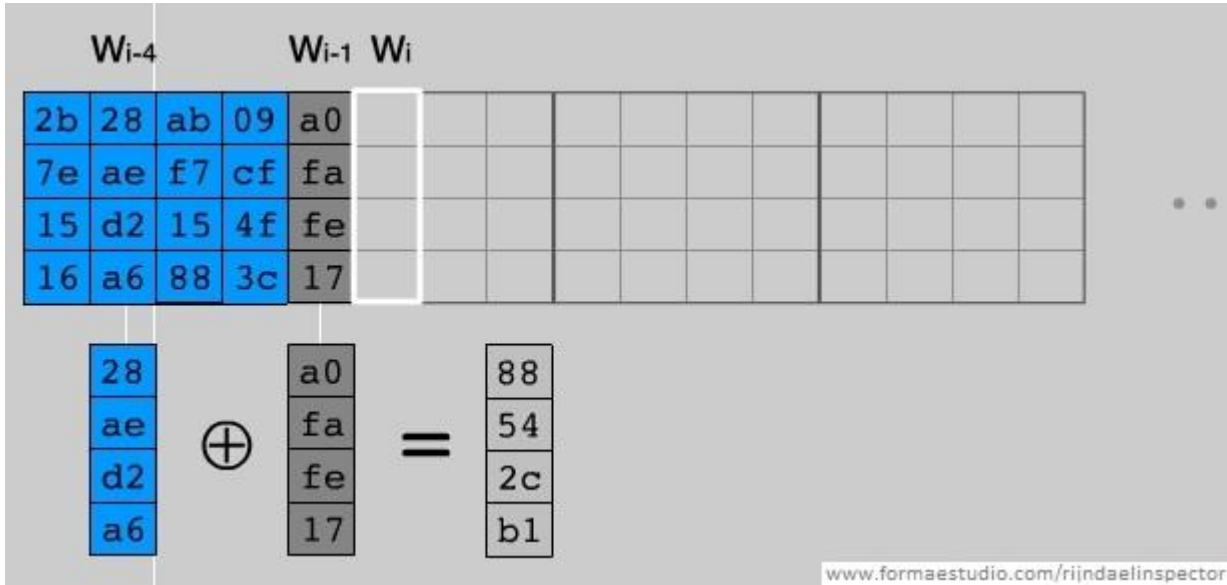 Wi-4 Wi-1 Wi
2b 28 ab 09 a0
7e ae f7 cf fa
15 d2 15 4f fe
16 a6 88 3c 17
28 a0 88
ae ⊕ fa = 54
d2 fe 2c
a6 17 b1
www.formaestudio.com/rijndaelinspector